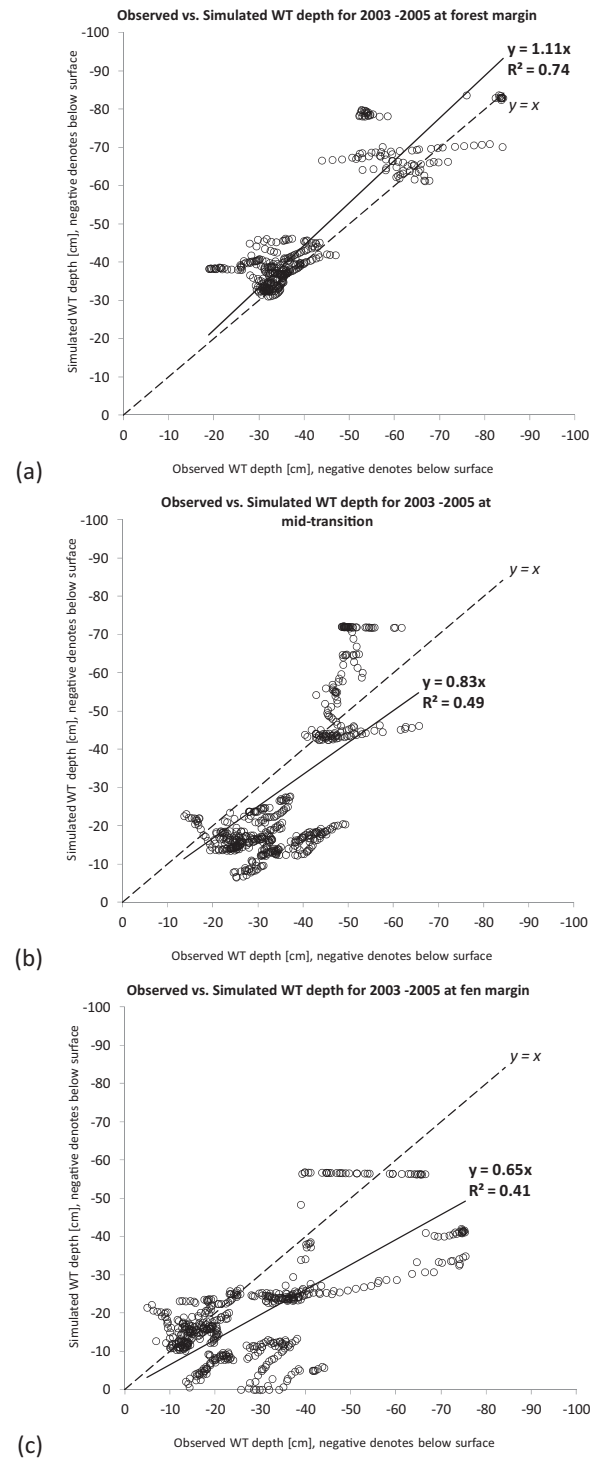 Observed vs. Simulated WT depth for 2003 -2005 at forest margin
Simulated WT depth [cm], negative denotes below surface
-100
-90
-80
-70
-60
-50
-40
-30
-20
-10
0
y = 1.11x
R² = 0.74
y = x
0 -10 -20 -30 -40 -50 -60 -70 -80 -90 -100
Observed WT depth [cm], negative denotes below surface
(a)
Observed vs. Simulated WT depth for 2003 -2005 at
mid-transition
Simulated WT depth [cm], negative denotes below surface
-100
-90
-80
-70
-60
-50
-40
-30
-20
-10
0
y = x
y = 0.83x
R² = 0.49
0 -10 -20 -30 -40 -50 -60 -70 -80 -90 -100
Observed WT depth [cm], negative denotes below surface
(b)
Observed vs. Simulated WT depth for 2003 -2005 at fen margin
Simulated WT depth [cm], negative denotes below surface
-100
-90
-80
-70
-60
-50
-40
-30
-20
-10
0
y = x
y = 0.65x
R² = 0.41
0 -10 -20 -30 -40 -50 -60 -70 -80 -90 -100
Observed WT depth [cm], negative denotes below surface
(c)